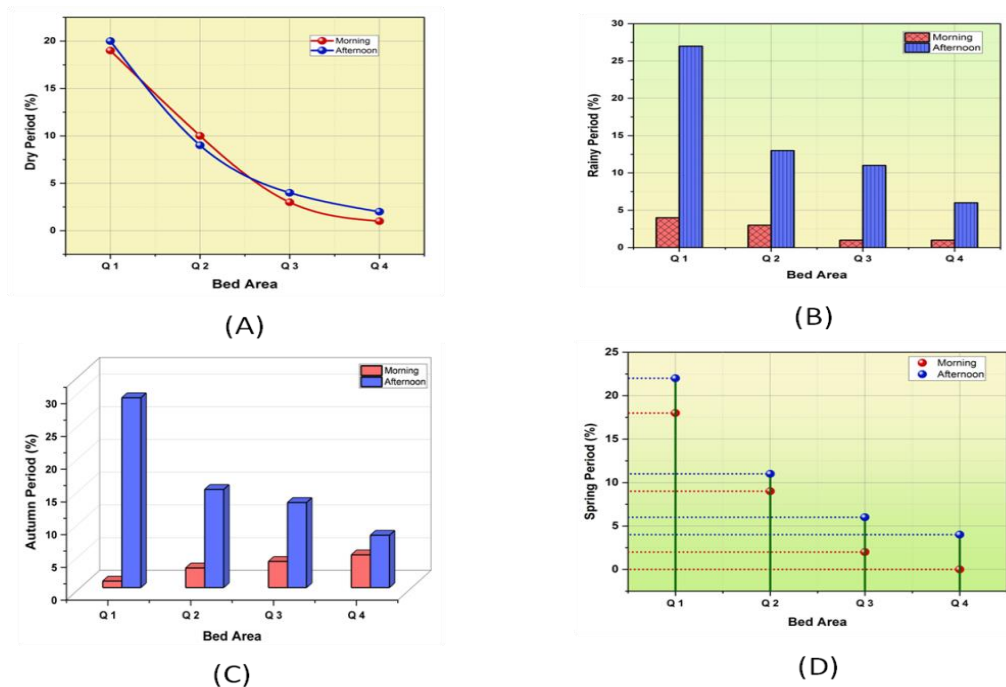 Dry Period (%)
20
15
10
5
0
Morning
Afternoon
Q 1 Q 2 Q 3 Q 4
Bed Area
(A)
Rainy Period (%)
30
25
20
15
10
5
0
Morning
Afternoon
Q 1 Q 2 Q 3 Q 4
Bed Area
(B)
Autumn Period (%)
30
25
20
15
10
5
0
Morning
Afternoon
Q 1 Q 2 Q 3 Q 4
Bed Area
(C)
Spring Period (%)
25
20
15
10
5
0
Morning
Afternoon
Q 1 Q 2 Q 3 Q 4
Bed Area
(D)